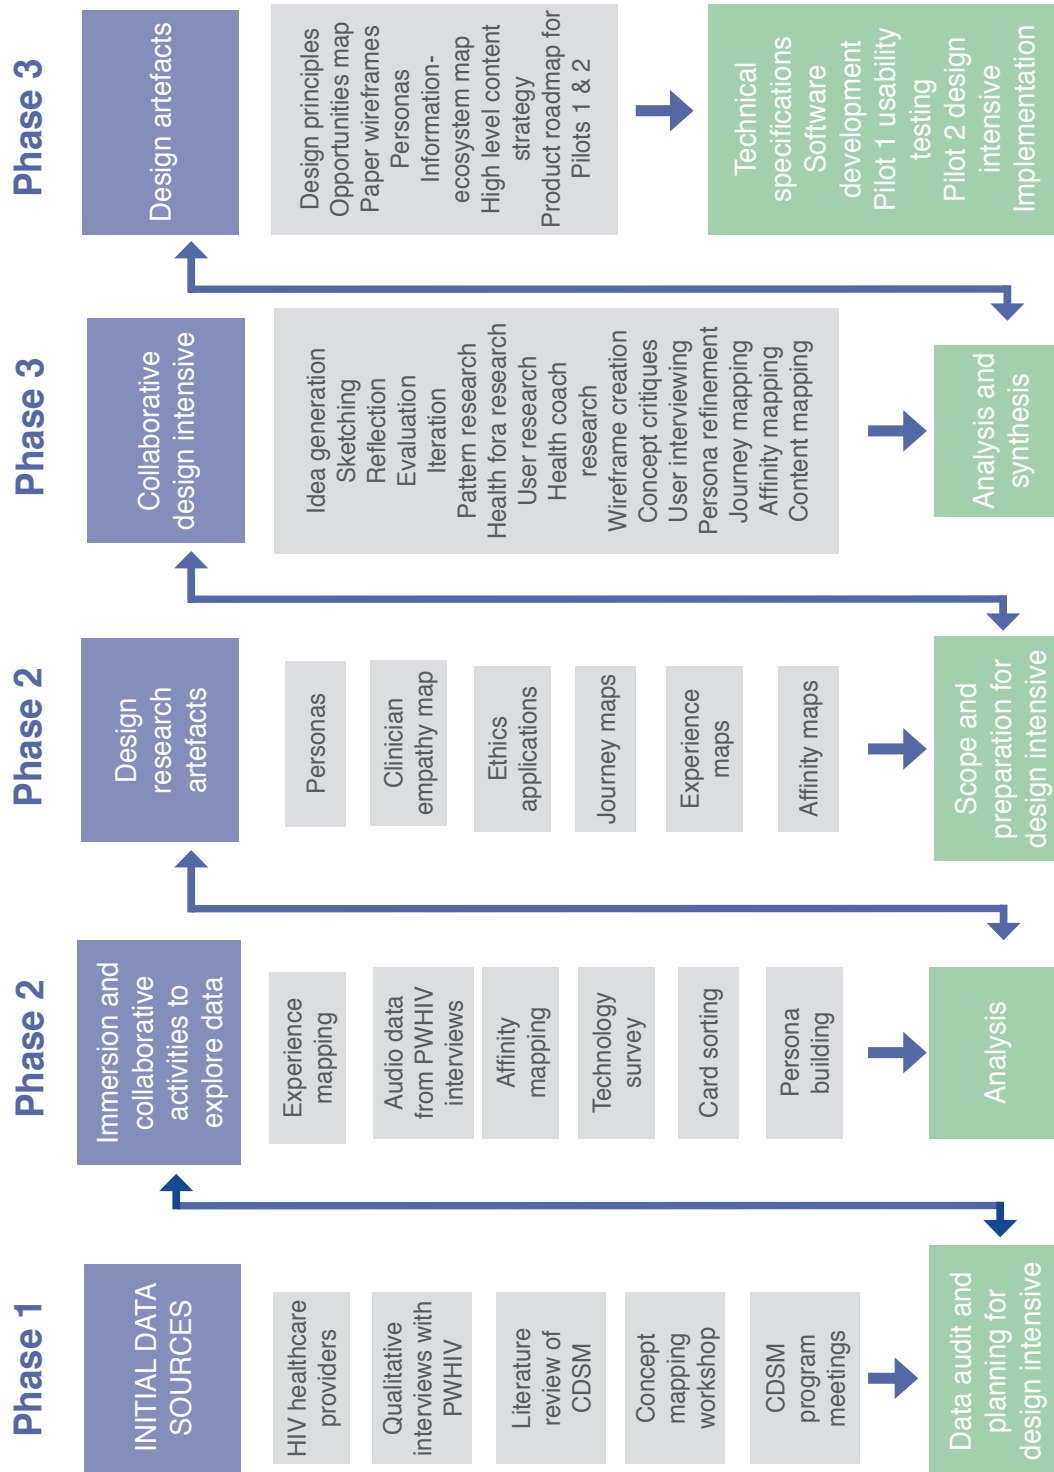 Phase 1
INITIAL DATA
SOURCES
HIV healthcare
providers
Qualitative
interviews with
PWHIV
Literature
review of
CDSM
Concept
mapping
workshop
CDSM
program
meetings
Data audit and
planning for
design intensive
Phase 2
Immersion and
collaborative
activities to
explore data
Experience
mapping
Audio data
from PWHIV
interviews
Affinity
mapping
Technology
survey
Card sorting
Persona
building
Analysis
Phase 2
Design
research
artefacts
Personas
Clinician
empathy map
Ethics
applications
Journey maps
Experience
maps
Affinity maps
Scope and
preparation for
design intensive
Phase 3
Collaborative
design intensive
Idea generation
Sketching
Reflection
Evaluation
Iteration
Pattern research
Health fora research
User research
Health coach
research
Wireframe creation
Concept critiques
User interviewing
Persona refinement
Journey mapping
Affinity mapping
Content mapping
Analysis and
synthesis
Phase 3
Design artefacts
Design principles
Opportunities map
Paper wireframes
Personas
Information-
ecosystem map
High level content
strategy
Product roadmap for
Pilots 1 & 2
Technical
specifications
Software
development
Pilot 1 usability
testing
Pilot 2 design
intensive
Implementation